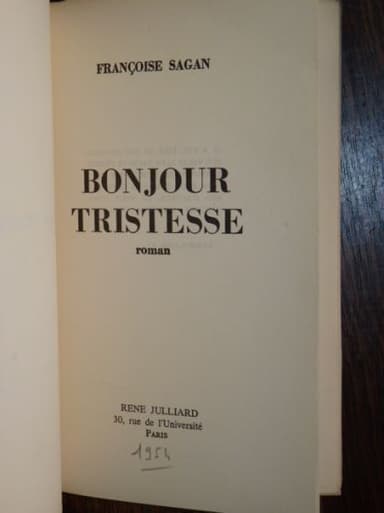 FRANÇOISE SAGAN
BONJOUR
TRISTESSE
roman
RENE JULLIARD
30, rue de l'Université
PARIS
1954